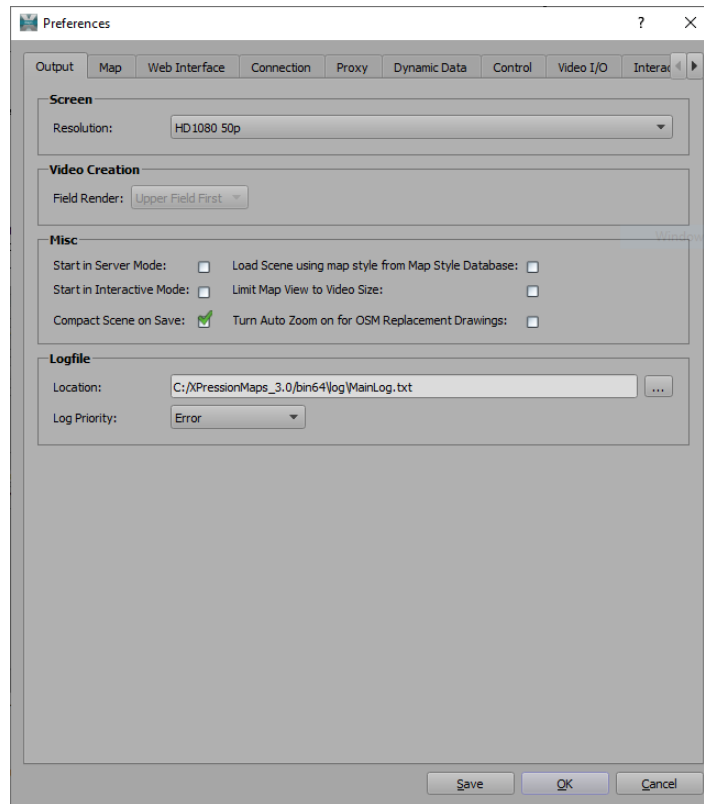 Preferences
?
Output Map Web Interface Connection Proxy Dynamic Data Control Video I/O Interac
Screen
Resolution: HD1080 50p
Video Creation
Field Render: Upper Field First
Window
Misc
Start in Server Mode: Load Scene using map style from Map Style Database:
Start in Interactive Mode: Limit Map View to Video Size:
Compact Scene on Save: Turn Auto Zoom on for OSM Replacement Drawings:
Logfile
Location: C:/XPressionMaps_3.0/bin64\log\MainLog.txt ...
Log Priority: Error
Save OK Cancel